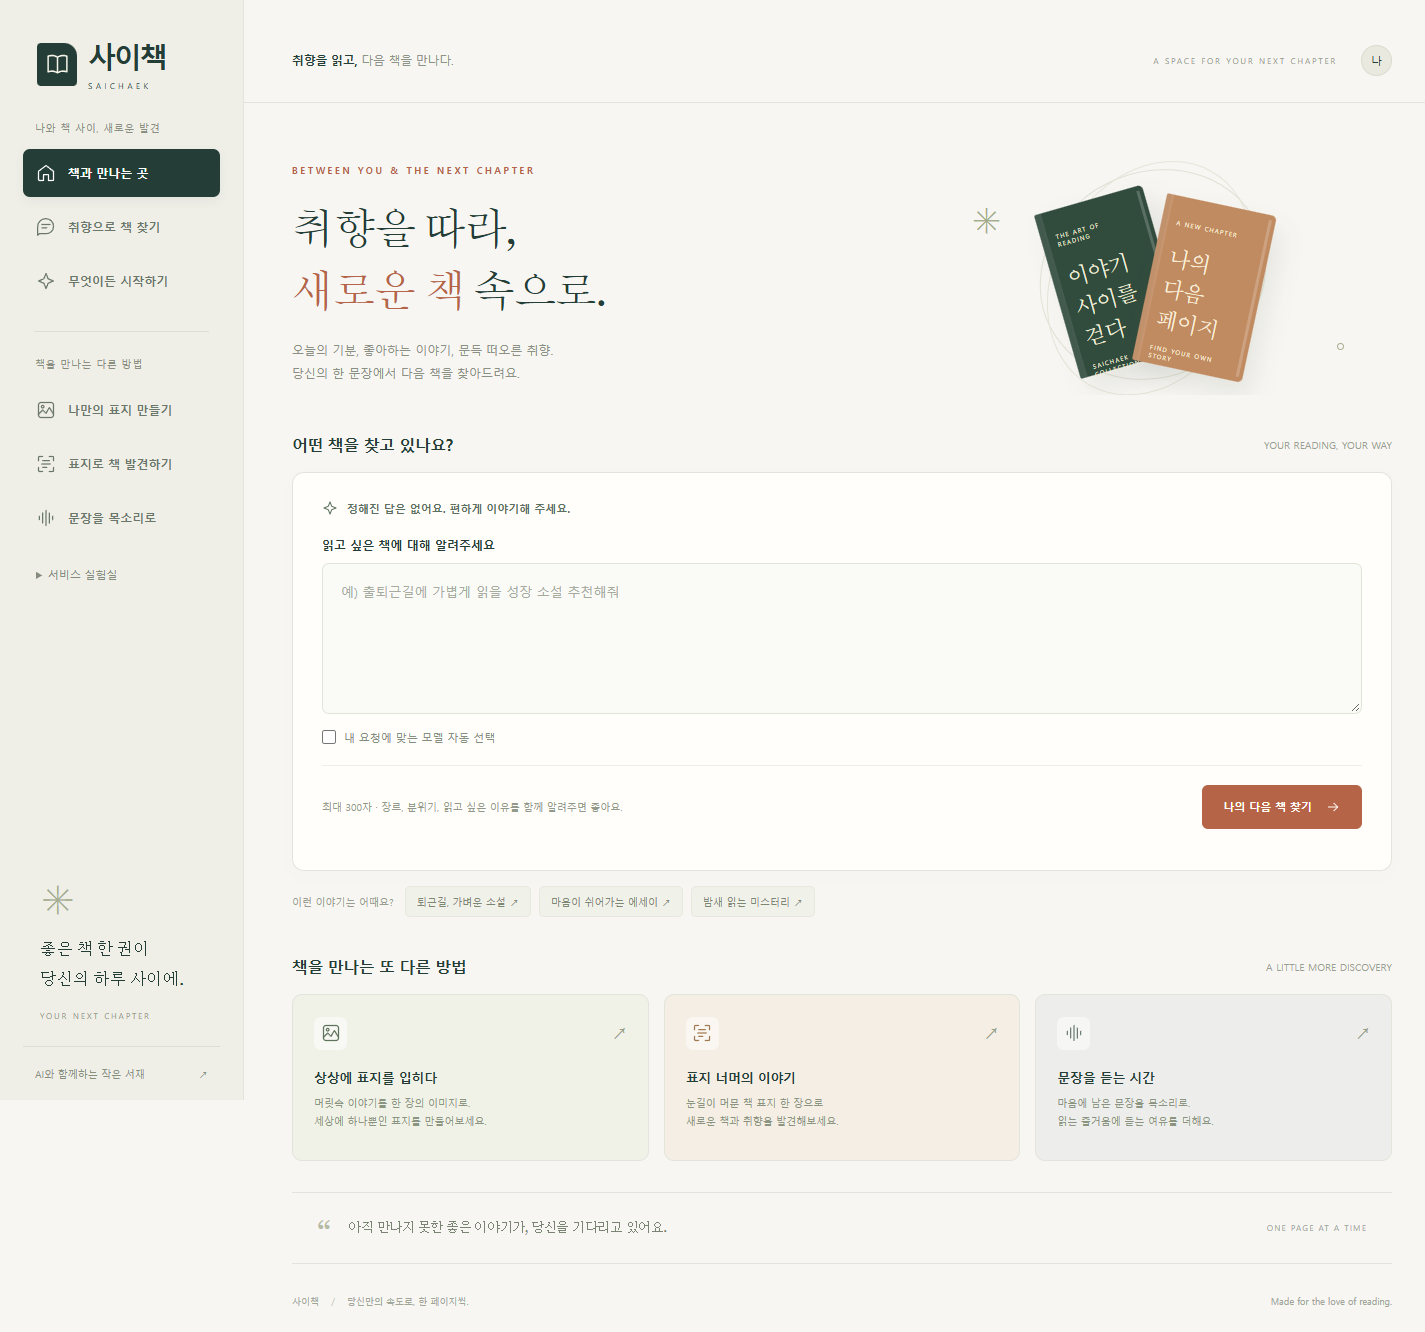 사이책
SAICHAEK
나와 책 사이, 새로운 발견
책과 만나는 곳
취향으로 책 찾기
무엇이든 시작하기
책을 만나는 다른 방법
나만의 표지 만들기
표지로 책 발견하기
문장을 목소리로
▶ 서비스 실험실
좋은 책 한 권이
당신의 하루 사이에.
YOUR NEXT CHAPTER
AI와 함께하는 작은 서재 ↗
취향을 읽고, 다음 책을 만나다.
A SPACE FOR YOUR NEXT CHAPTER
나
BETWEEN YOU & THE NEXT CHAPTER
취향을 따라,
새로운 책 속으로.
오늘의 기분, 좋아하는 이야기, 문득 떠오른 취향.
당신의 한 문장에서 다음 책을 찾아드려요.
THE ART OF
READING
이야기
사이를
걷다
SAICHAEK
COLLECTION
A NEW CHAPTER
나의
다음
페이지
FIND YOUR OWN
STORY
어떤 책을 찾고 있나요?
YOUR READING, YOUR WAY
정해진 답은 없어요. 편하게 이야기해 주세요.
읽고 싶은 책에 대해 알려주세요
예) 출퇴근길에 가볍게 읽을 성장 소설 추천해줘
내 요청에 맞는 모델 자동 선택
최대 300자 · 장르, 분위기, 읽고 싶은 이유를 함께 알려주면 좋아요.
나의 다음 책 찾기 →
이런 이야기는 어때요?
퇴근길, 가벼운 소설 ↗
마음이 쉬어가는 에세이 ↗
밤새 읽는 미스터리 ↗
책을 만나는 또 다른 방법
A LITTLE MORE DISCOVERY
↗
상상에 표지를 입히다
머릿속 이야기를 한 장의 이미지로.
세상에 하나뿐인 표지를 만들어보세요.
↗
표지 너머의 이야기
눈길이 머문 책 표지 한 장으로
새로운 책과 취향을 발견해보세요.
↗
문장을 듣는 시간
마음에 남은 문장을 목소리로.
읽는 즐거움에 듣는 여유를 더해요.
“ 아직 만나지 못한 좋은 이야기가, 당신을 기다리고 있어요.
ONE PAGE AT A TIME
사이책 / 당신만의 속도로, 한 페이지씩.
Made for the love of reading.